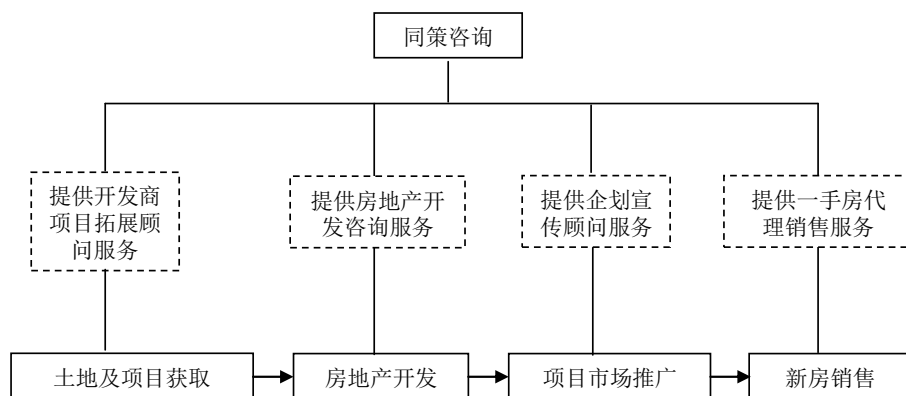 同策咨询
提供开发商
项目拓展顾
问服务
提供房地产开
发咨询服务
提供企划宣
传顾问服务
提供一手房代
理销售服务
土地及项目获取
房地产开发
项目市场推广
新房销售